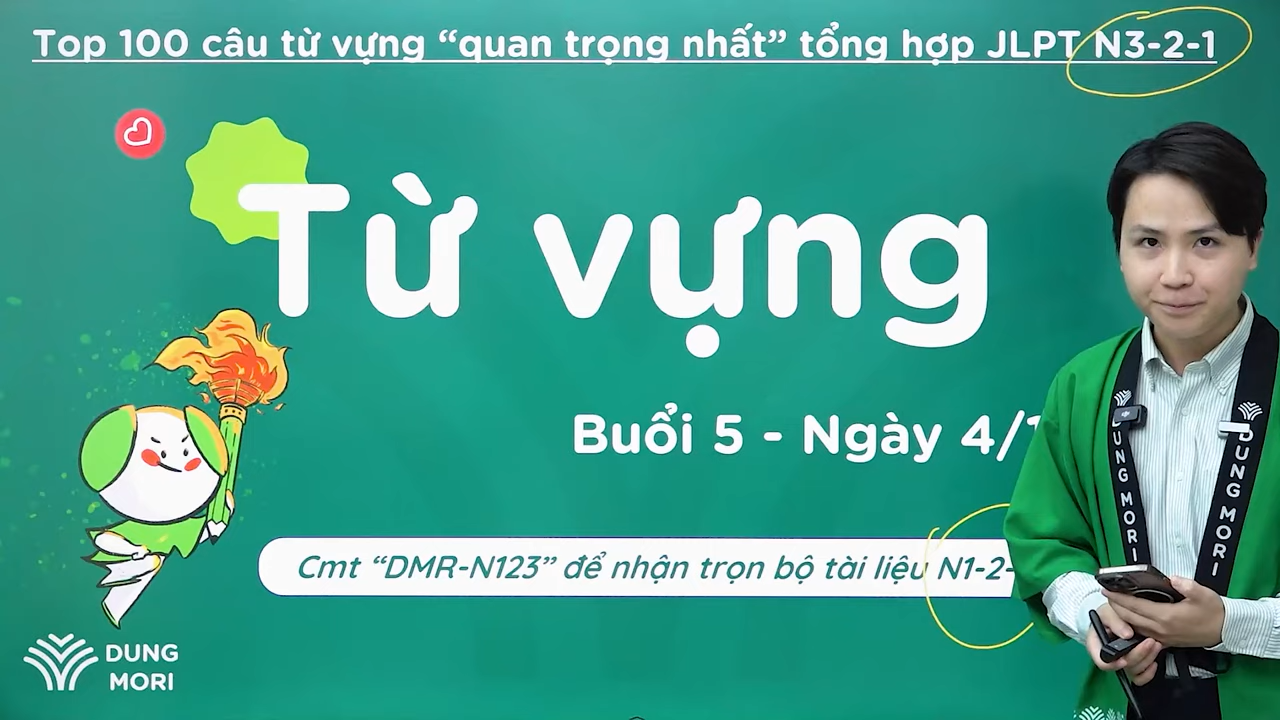 Top 100 câu từ vựng “quan trọng nhất” tổng hợp JLPT N3-2-1
Từ vựng
Buổi 5 - Ngày 4/1
Cmt “DMR-N123” để nhận trọn bộ tài liệu N1-2-
DUNG
MORI
DUNG MORI
DUNG MORI